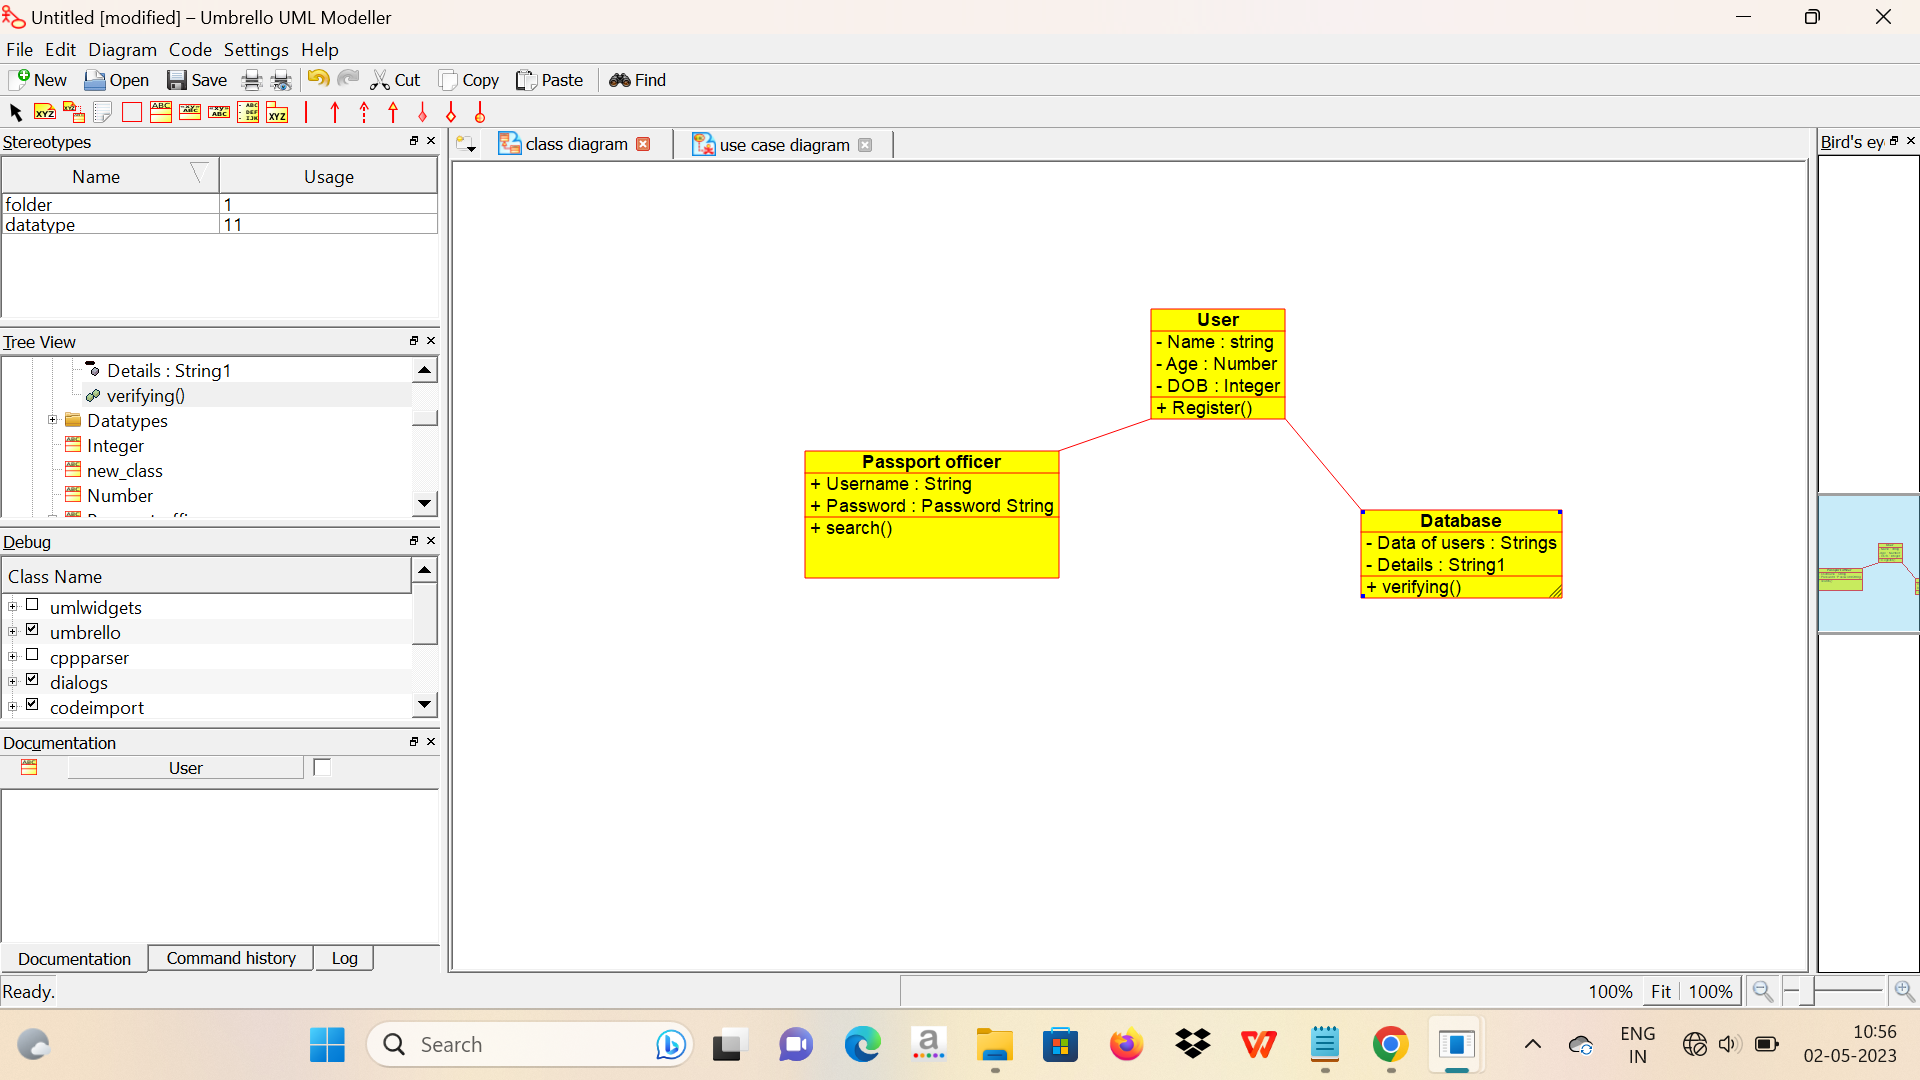 Untitled [modified] – Umbrello UML Modeller
File Edit Diagram Code Settings Help
New Open Save Cut Copy Paste Find
Stereotypes
Name Usage
folder 1
datatype 11
Tree View
Details : String1
verifying()
Datatypes
Integer
new_class
Number
Debug
Class Name
umlwidgets
umbrello
cppparser
dialogs
codeimport
Documentation
User
Documentation Command history Log
Ready.
class diagram use case diagram
User
- Name : string
- Age : Number
- DOB : Integer
+ Register()
Passport officer
+ Username : String
+ Password : Password String
+ search()
Database
- Data of users : Strings
- Details : String1
+ verifying()
Bird's ey
100% Fit 100%
Search
ENG
IN
10:56
02-05-2023